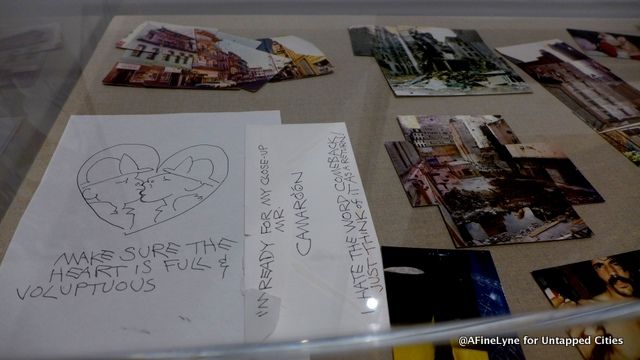 MAKE SURE THE
HEART IS FULL &
VOLUPTUOUS
I'M READY FOR MY CLOSE-UP
MR
CAMARDON
I HATE THE WORD COMEBACK/
JUST THINK of IT AS A RETURN!
@AFineLyne for Untapped Cities